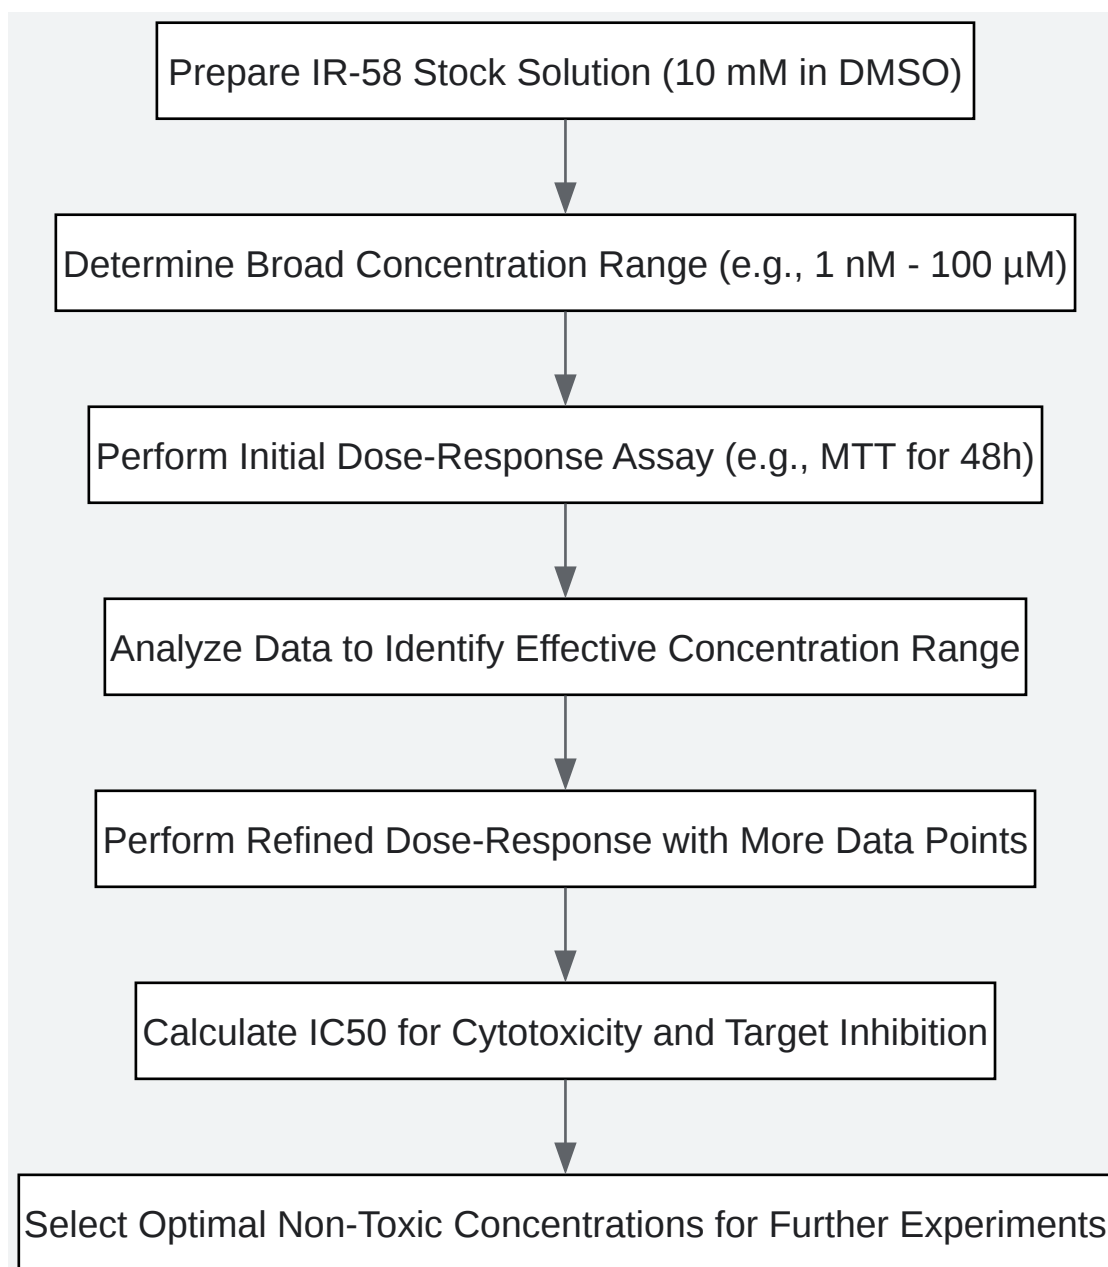 Prepare IR-58 Stock Solution (10 mM in DMSO)
Determine Broad Concentration Range (e.g., 1 nM - 100 µM)
Perform Initial Dose-Response Assay (e.g., MTT for 48h)
Analyze Data to Identify Effective Concentration Range
Perform Refined Dose-Response with More Data Points
Calculate IC50 for Cytotoxicity and Target Inhibition
Select Optimal Non-Toxic Concentrations for Further Experiments